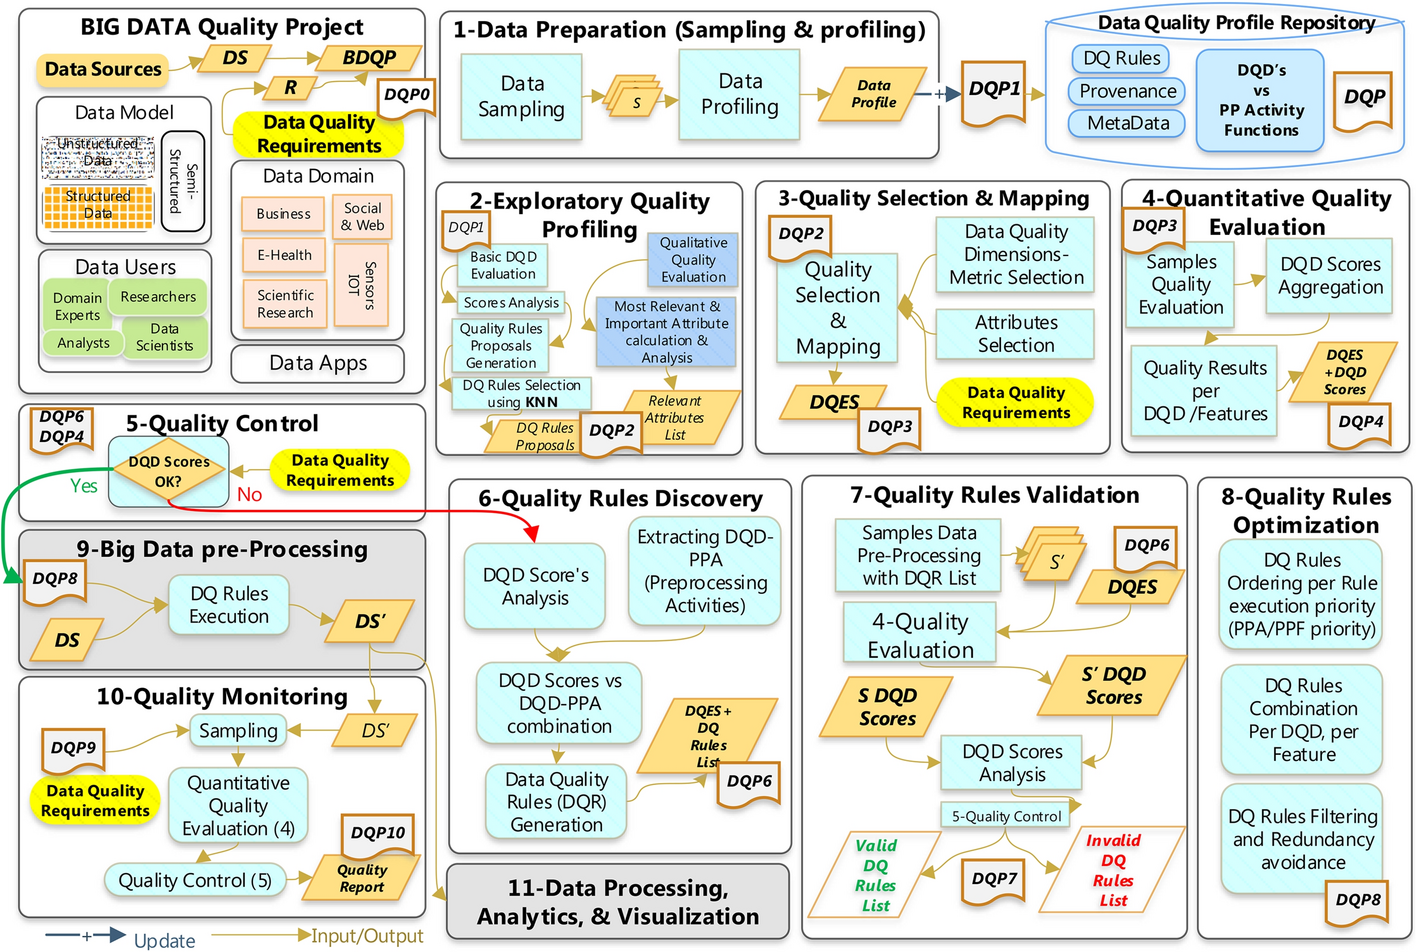 BIG DATA Quality Project
Data Sources
DS
BDQP
R
DQP0
Data Quality
Requirements
Data Model
Unstructured
Data
Structured
Data
Semi-
Structured
Data Users
Domain
Experts
Researchers
Analysts
Data
Scientists
Data Domain
Business
Social
& Web
E-Health
Scientific
Research
Sensors
IOT
Data Apps
1-Data Preparation (Sampling & profiling)
Data
Sampling
S
Data
Profiling
Data
Profile
+
DQP1
Data Quality Profile Repository
DQ Rules
Provenance
MetaData
DQD's
vs
PP Activity
Functions
DQP
2-Exploratory Quality
Profiling
DQP1
Basic DQD
Evaluation
Scores Analysis
Quality Rules
Proposals
Generation
DQ Rules Selection
using KNN
DQ Rules
Proposals
Qualitative
Quality
Evaluation
Most Relevant &
Important Attribute
calculation &
Analysis
Relevant
Attributes
List
DQP2
3-Quality Selection & Mapping
DQP2
Quality
Selection
&
Mapping
DQES
DQP3
Data Quality
Dimensions-
Metric Selection
Attributes
Selection
Data Quality
Requirements
4-Quantitative Quality
Evaluation
DQP3
Samples
Quality
Evaluation
DQD Scores
Aggregation
Quality Results
per
DQD /Features
DQES
+DQD
Scores
DQP4
5-Quality Control
DQP6
DQP4
DQD Scores
OK?
Data Quality
Requirements
Yes
No
9-Big Data pre-Processing
DQP8
DS
DQ Rules
Execution
DS'
10-Quality Monitoring
Sampling
DS'
DQP9
Data Quality
Requirements
Quantitative
Quality
Evaluation (4)
Quality Control (5)
DQP10
Quality
Report
+
Update
Input/Output
6-Quality Rules Discovery
DQD Score's
Analysis
Extracting DQD-
PPA
(Preprocessing
Activities)
DQD Scores vs
DQD-PPA
combination
Data Quality
Rules (DQR)
Generation
DQES +
DQ
Rules
List
DQP6
11-Data Processing,
Analytics, & Visualization
7-Quality Rules Validation
Samples Data
Pre-Processing
with DQR List
S'
DQP6
DQES
4-Quality
Evaluation
S DQD
Scores
S' DQD
Scores
DQD Scores
Analysis
5-Quality Control
Valid
DQ
Rules
List
DQP7
Invalid
DQ
Rules
List
8-Quality Rules
Optimization
DQ Rules
Ordering per Rule
execution priority
(PPA/PPF priority)
DQ Rules
Combination
Per DQD, per
Feature
DQ Rules Filtering
and Redundancy
avoidance
DQP8